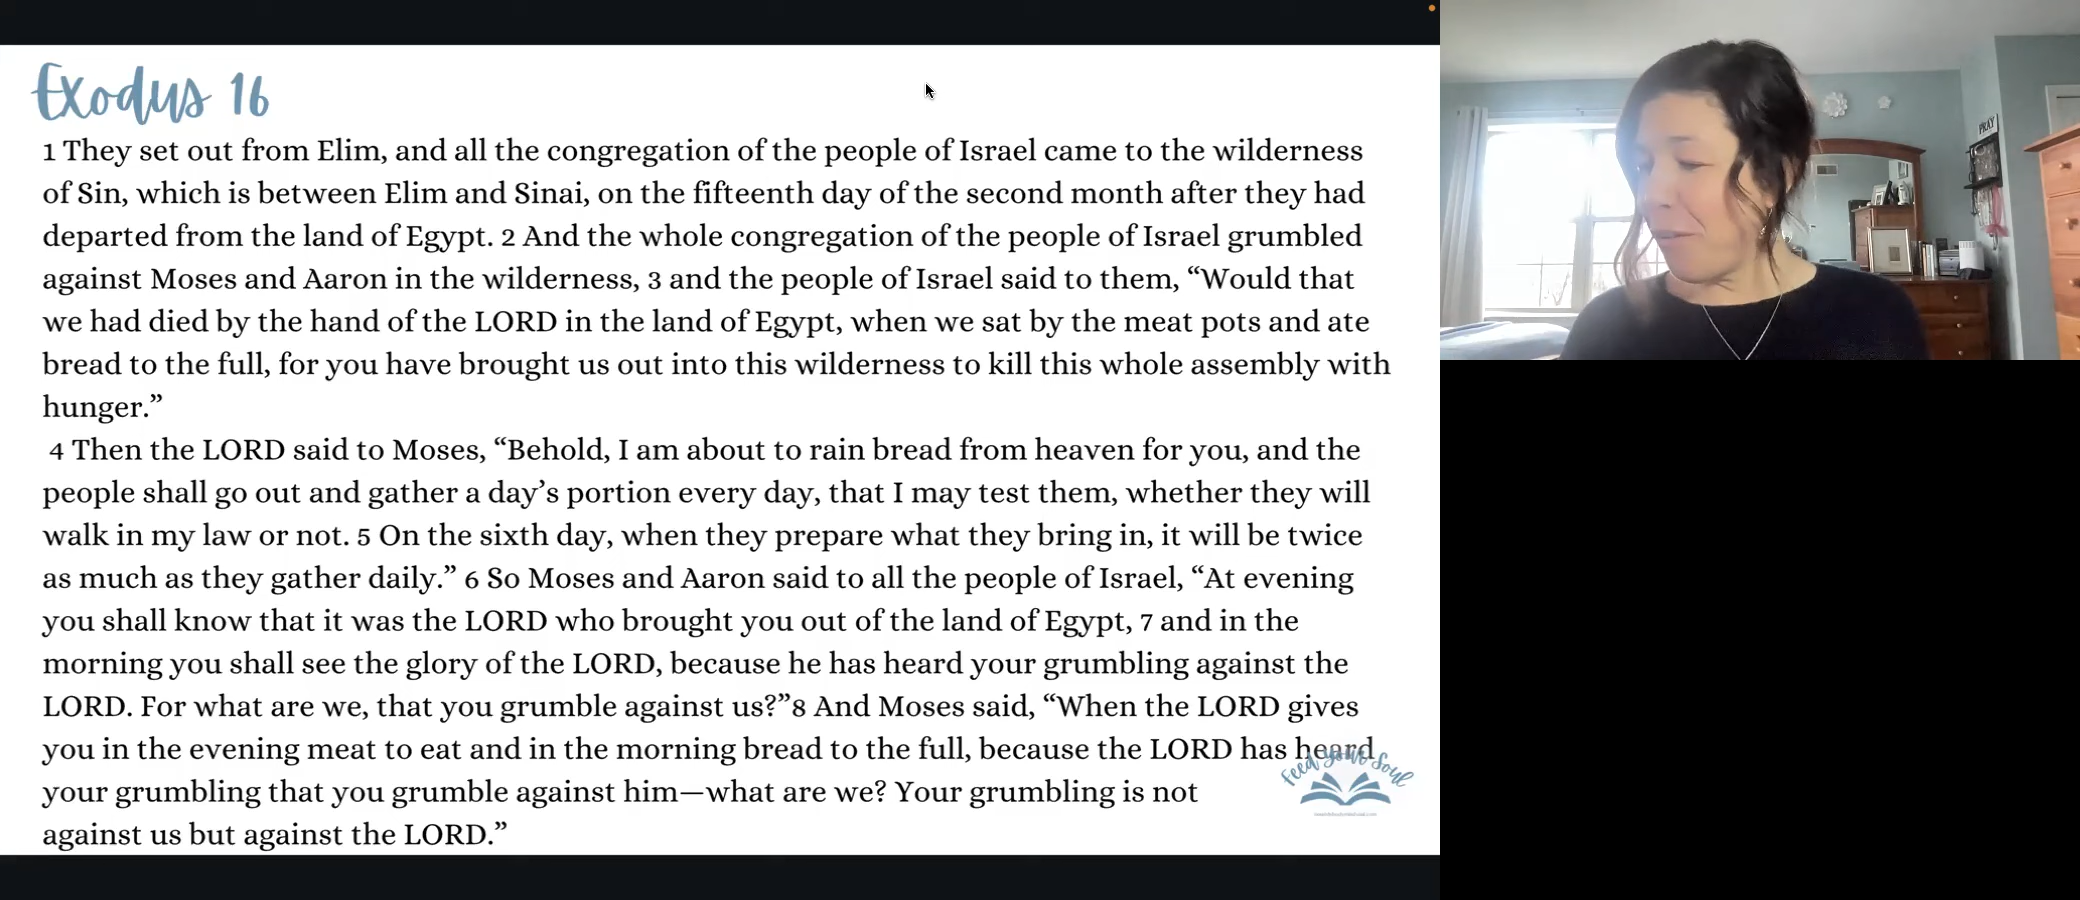 Exodus 16
1 They set out from Elim, and all the congregation of the people of Israel came to the wilderness
of Sin, which is between Elim and Sinai, on the fifteenth day of the second month after they had
departed from the land of Egypt. 2 And the whole congregation of the people of Israel grumbled
against Moses and Aaron in the wilderness, 3 and the people of Israel said to them, “Would that
we had died by the hand of the LORD in the land of Egypt, when we sat by the meat pots and ate
bread to the full, for you have brought us out into this wilderness to kill this whole assembly with
hunger.”
4 Then the LORD said to Moses, “Behold, I am about to rain bread from heaven for you, and the
people shall go out and gather a day’s portion every day, that I may test them, whether they will
walk in my law or not. 5 On the sixth day, when they prepare what they bring in, it will be twice
as much as they gather daily.” 6 So Moses and Aaron said to all the people of Israel, “At evening
you shall know that it was the LORD who brought you out of the land of Egypt, 7 and in the
morning you shall see the glory of the LORD, because he has heard your grumbling against the
LORD. For what are we, that you grumble against us?”8 And Moses said, “When the LORD gives
you in the evening meat to eat and in the morning bread to the full, because the LORD has heard
your grumbling that you grumble against him—what are we? Your grumbling is not
against us but against the LORD.”
Feed your Soul
PRAY